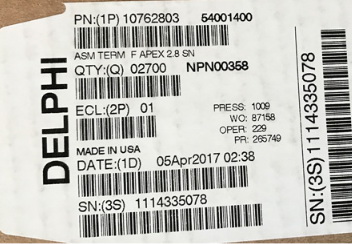 PN:(1P) 10762803 54001400
ASM TERM F APEX 2.8 SN
QTY:(Q) 02700 NPN00358
ECL:(2P) 01
PRESS: 1009
WO: 87158
OPER: 229
PR: 265749
MADE IN USA
DATE:(1D) 05Apr2017 02:38
SN:(3S) 1114335078
DELPHI
SN:(3S) 1114335078